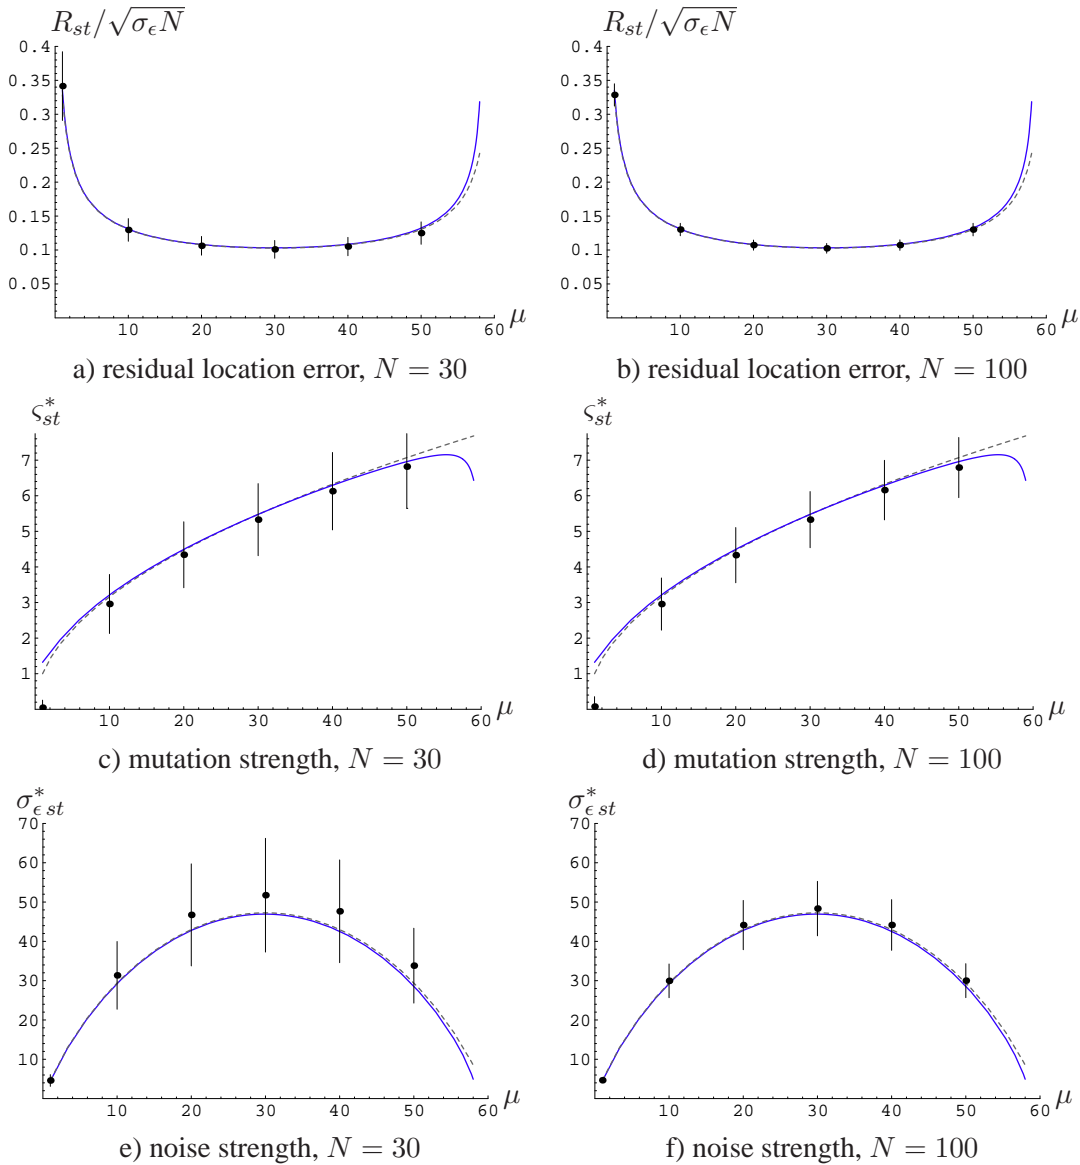 R_st/√σ_ϵN
0.4
0.35
0.3
0.25
0.2
0.15
0.1
0.05
10 20 30 40 50 60 μ
a) residual location error, N = 30
R_st/√σ_ϵN
0.4
0.35
0.3
0.25
0.2
0.15
0.1
0.05
10 20 30 40 50 60 μ
b) residual location error, N = 100
ς*_st
7
6
5
4
3
2
1
10 20 30 40 50 60 μ
c) mutation strength, N = 30
ς*_st
7
6
5
4
3
2
1
10 20 30 40 50 60 μ
d) mutation strength, N = 100
σ*_ϵ st
70
60
50
40
30
20
10
10 20 30 40 50 60 μ
e) noise strength, N = 30
σ*_ϵ st
70
60
50
40
30
20
10
10 20 30 40 50 60 μ
f) noise strength, N = 100